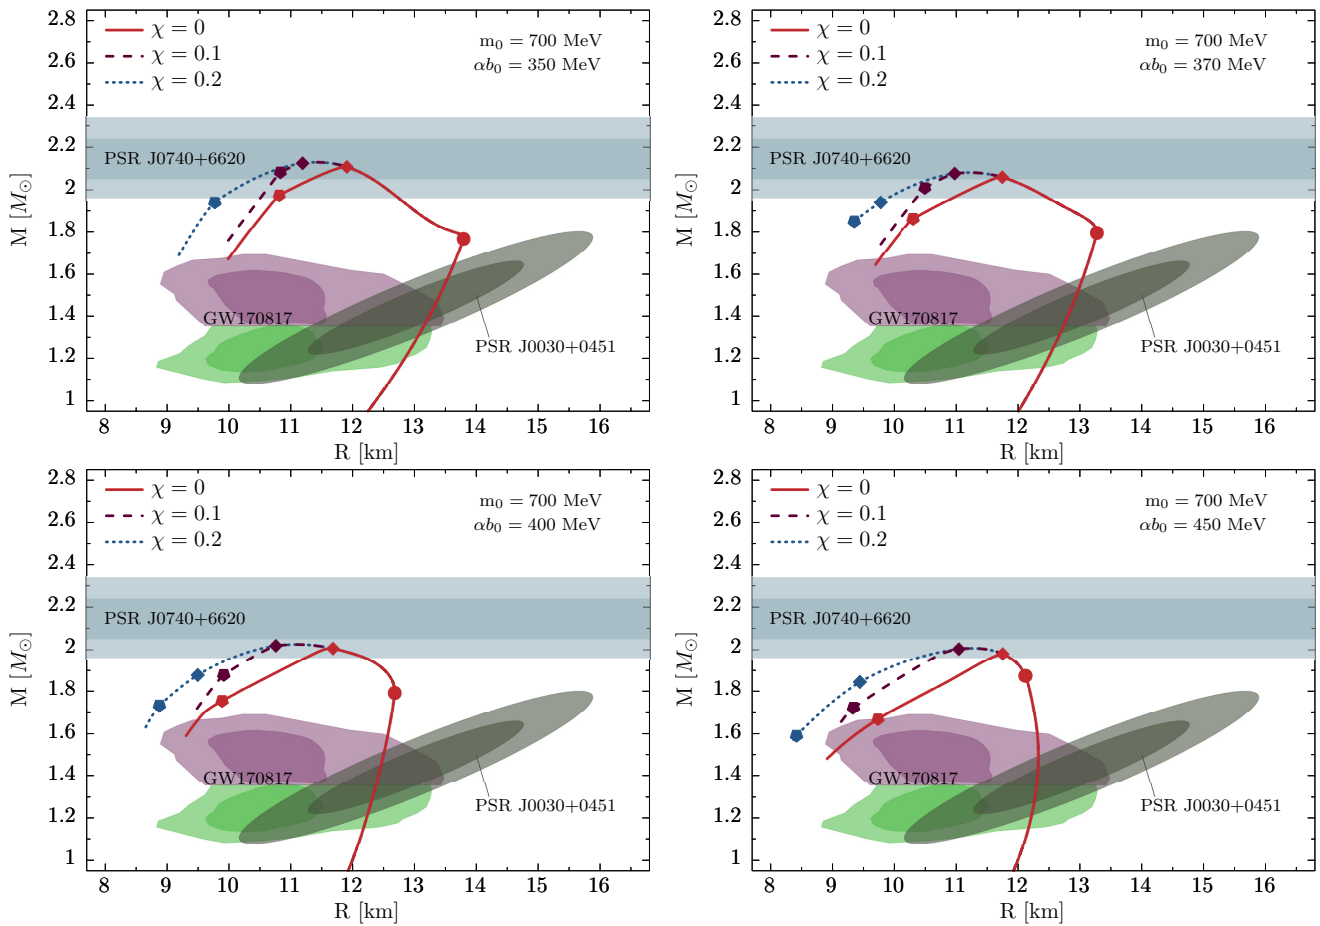 χ = 0
χ = 0.1
χ = 0.2
m₀ = 700 MeV
αb₀ = 350 MeV
PSR J0740+6620
GW170817
PSR J0030+0451
2.8
2.6
2.4
2.2
2
1.8
1.6
1.4
1.2
1
M [M⊙]
8 9 10 11 12 13 14 15 16
R [km]
χ = 0
χ = 0.1
χ = 0.2
m₀ = 700 MeV
αb₀ = 370 MeV
PSR J0740+6620
GW170817
PSR J0030+0451
2.8
2.6
2.4
2.2
2
1.8
1.6
1.4
1.2
1
M [M⊙]
8 9 10 11 12 13 14 15 16
R [km]
χ = 0
χ = 0.1
χ = 0.2
m₀ = 700 MeV
αb₀ = 400 MeV
PSR J0740+6620
GW170817
PSR J0030+0451
2.8
2.6
2.4
2.2
2
1.8
1.6
1.4
1.2
1
M [M⊙]
8 9 10 11 12 13 14 15 16
R [km]
χ = 0
χ = 0.1
χ = 0.2
m₀ = 700 MeV
αb₀ = 450 MeV
PSR J0740+6620
GW170817
PSR J0030+0451
2.8
2.6
2.4
2.2
2
1.8
1.6
1.4
1.2
1
M [M⊙]
8 9 10 11 12 13 14 15 16
R [km]